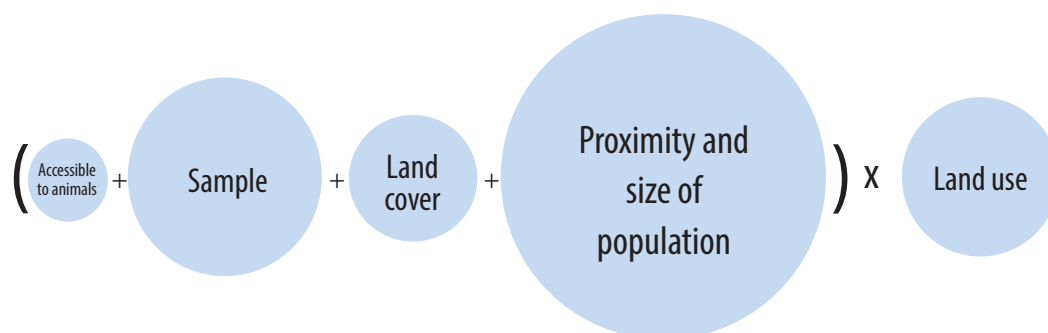 (
Accessible
to animals
+
Sample
+
Land
cover
+
Proximity and
size of
population
)
x
Land use